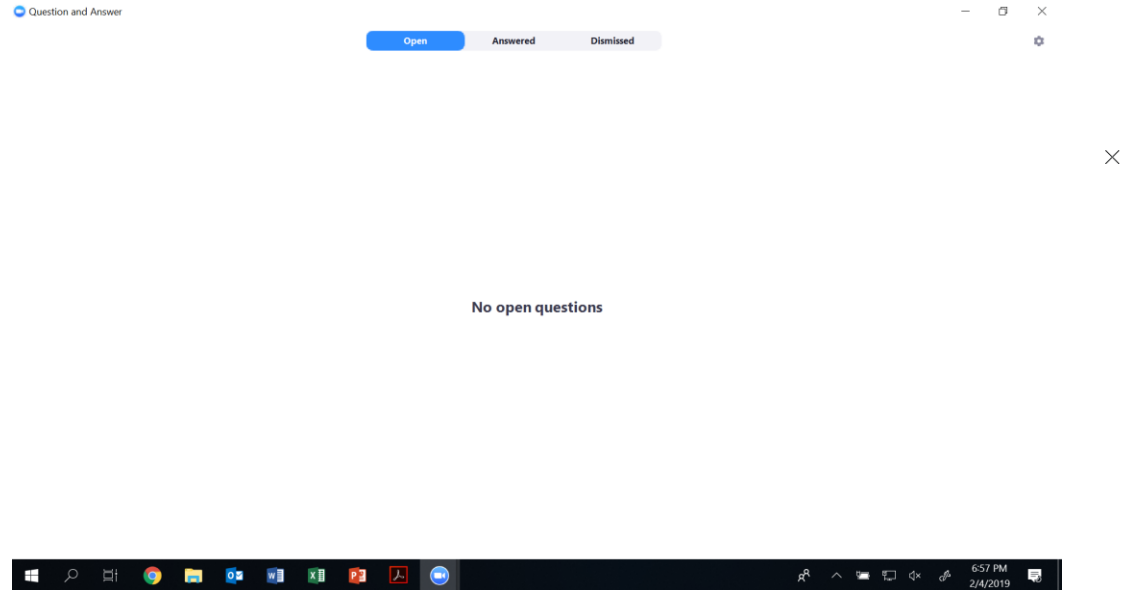 Question and Answer
Open Answered Dismissed
No open questions
6:57 PM
2/4/2019